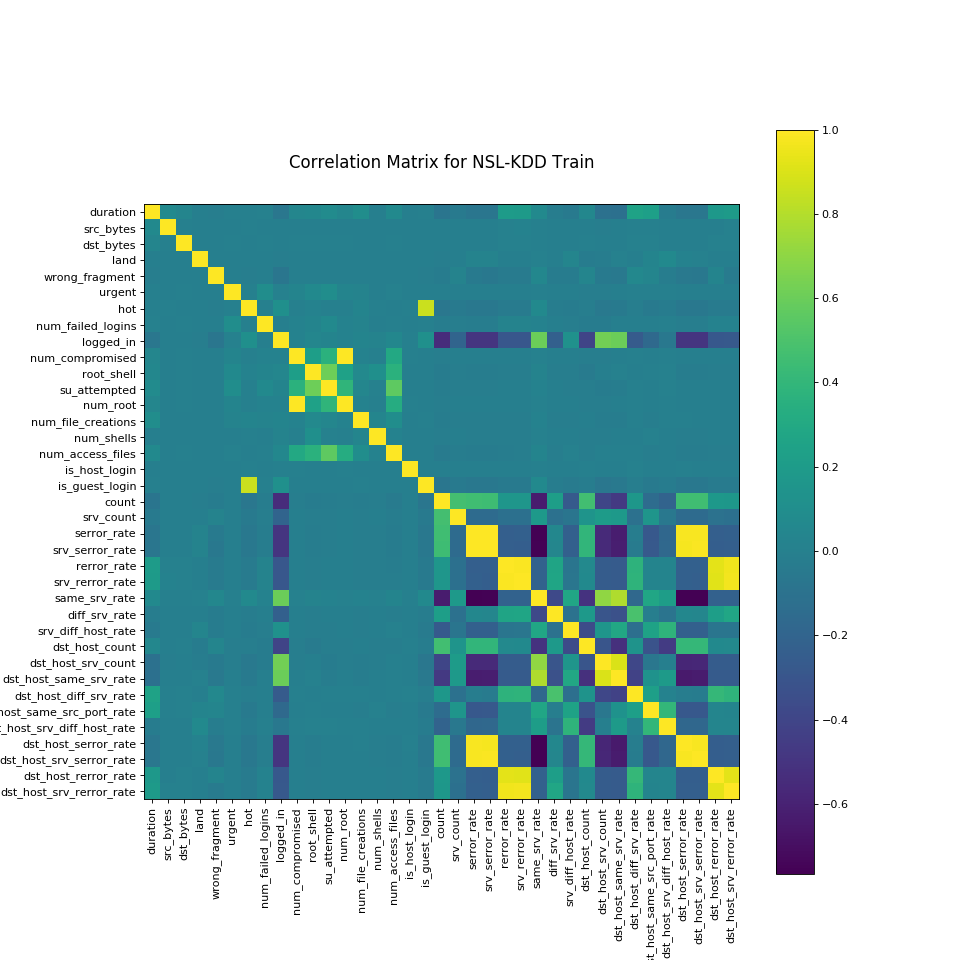 Correlation Matrix for NSL-KDD Train
duration
src_bytes
dst_bytes
land
wrong_fragment
urgent
hot
num_failed_logins
logged_in
num_compromised
root_shell
su_attempted
num_root
num_file_creations
num_shells
num_access_files
is_host_login
is_guest_login
count
srv_count
serror_rate
srv_serror_rate
rerror_rate
srv_rerror_rate
same_srv_rate
diff_srv_rate
srv_diff_host_rate
dst_host_count
dst_host_srv_count
dst_host_same_srv_rate
dst_host_diff_srv_rate
host_same_src_port_rate
t_host_srv_diff_host_rate
dst_host_serror_rate
dst_host_srv_serror_rate
dst_host_rerror_rate
dst_host_srv_rerror_rate
duration
src_bytes
dst_bytes
land
wrong_fragment
urgent
hot
num_failed_logins
logged_in
num_compromised
root_shell
su_attempted
num_root
num_file_creations
num_shells
num_access_files
is_host_login
is_guest_login
count
srv_count
serror_rate
srv_serror_rate
rerror_rate
srv_rerror_rate
same_srv_rate
diff_srv_rate
srv_diff_host_rate
dst_host_count
dst_host_srv_count
dst_host_same_srv_rate
dst_host_diff_srv_rate
st_host_same_src_port_rate
dst_host_srv_diff_host_rate
dst_host_serror_rate
dst_host_srv_serror_rate
dst_host_rerror_rate
dst_host_srv_rerror_rate
1.0
0.8
0.6
0.4
0.2
0.0
−0.2
−0.4
−0.6